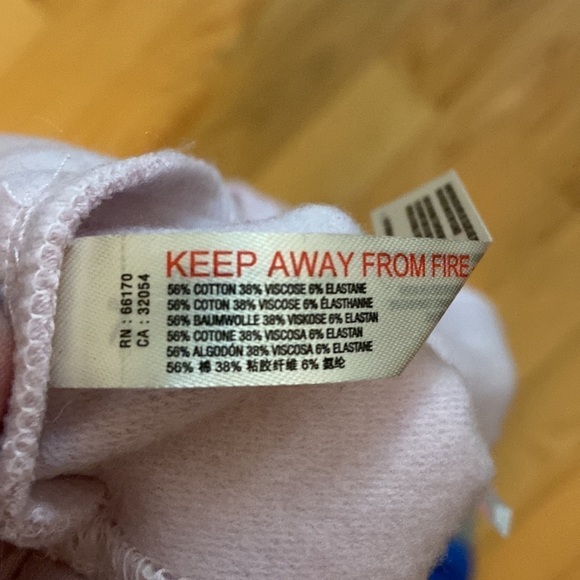 KEEP AWAY FROM FIRE
56% COTTON 38% VISCOSE 6% ELASTANE
56% COTON 38% VISCOSE 6% ÉLASTHANNE
56% BAUMWOLLE 38% VISKOSE 6% ELASTAN
56% COTONE 38% VISCOSA 6% ELASTAN
56% ALGODÓN 38% VISCOSA 6% ELASTANE
56% 棉 38% 粘胶纤维 6% 氨纶
RN : 66170
CA : 32054